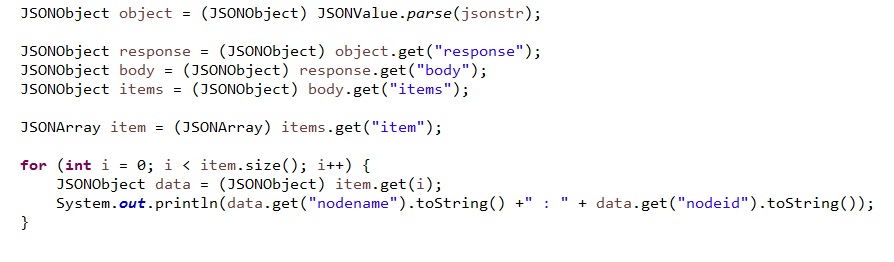 JSONObject object = (JSONObject) JSONValue.parse(jsonstr);
JSONObject response = (JSONObject) object.get("response");
JSONObject body = (JSONObject) response.get("body");
JSONObject items = (JSONObject) body.get("items");
JSONArray item = (JSONArray) items.get("item");
for (int i = 0; i < item.size(); i++) {
    JSONObject data = (JSONObject) item.get(i);
    System.out.println(data.get("nodename").toString() +" : " + data.get("nodeid").toString());
}